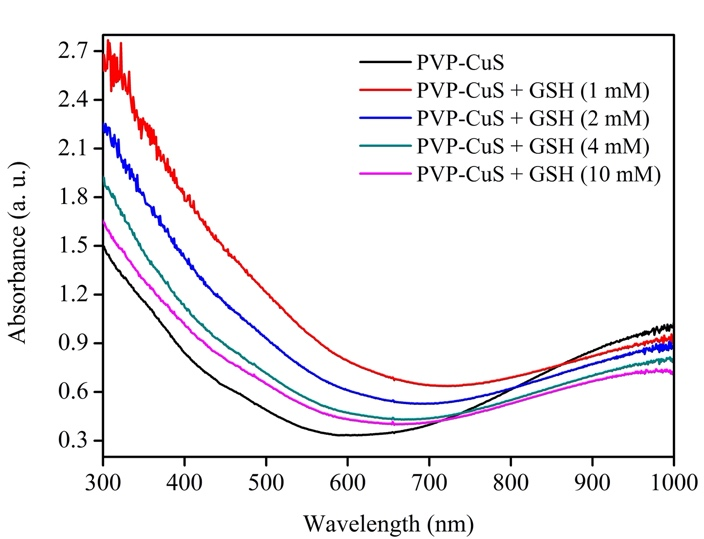 2.7
2.4
2.1
1.8
1.5
1.2
0.9
0.6
0.3
Absorbance (a. u.)
PVP-CuS
PVP-CuS + GSH (1 mM)
PVP-CuS + GSH (2 mM)
PVP-CuS + GSH (4 mM)
PVP-CuS + GSH (10 mM)
300 400 500 600 700 800 900 1000
Wavelength (nm)